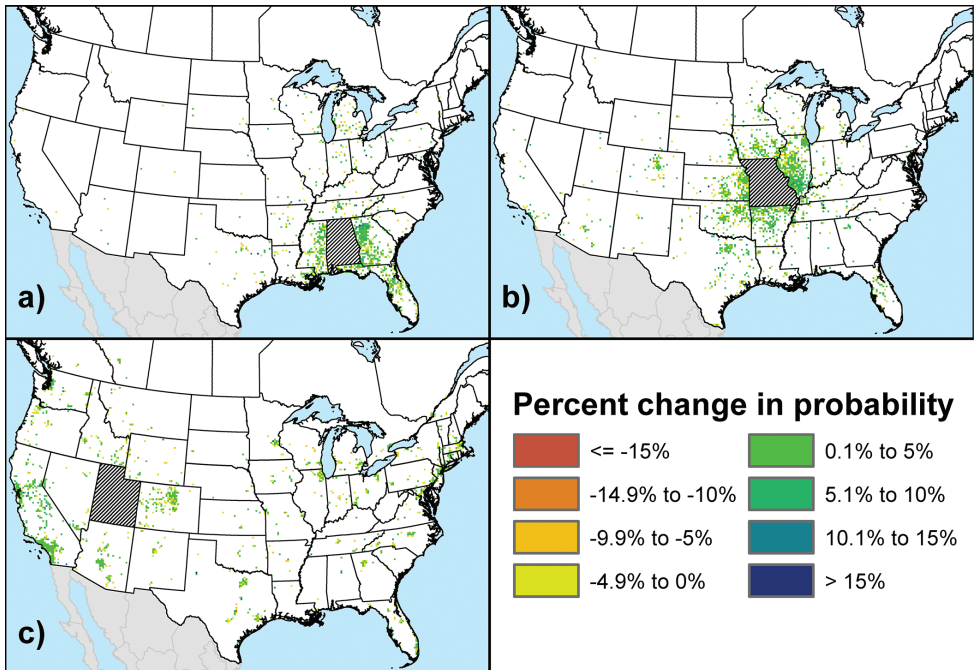 a)
b)
c)
Percent change in probability
<= -15%
-14.9% to -10%
-9.9% to -5%
-4.9% to 0%
0.1% to 5%
5.1% to 10%
10.1% to 15%
> 15%